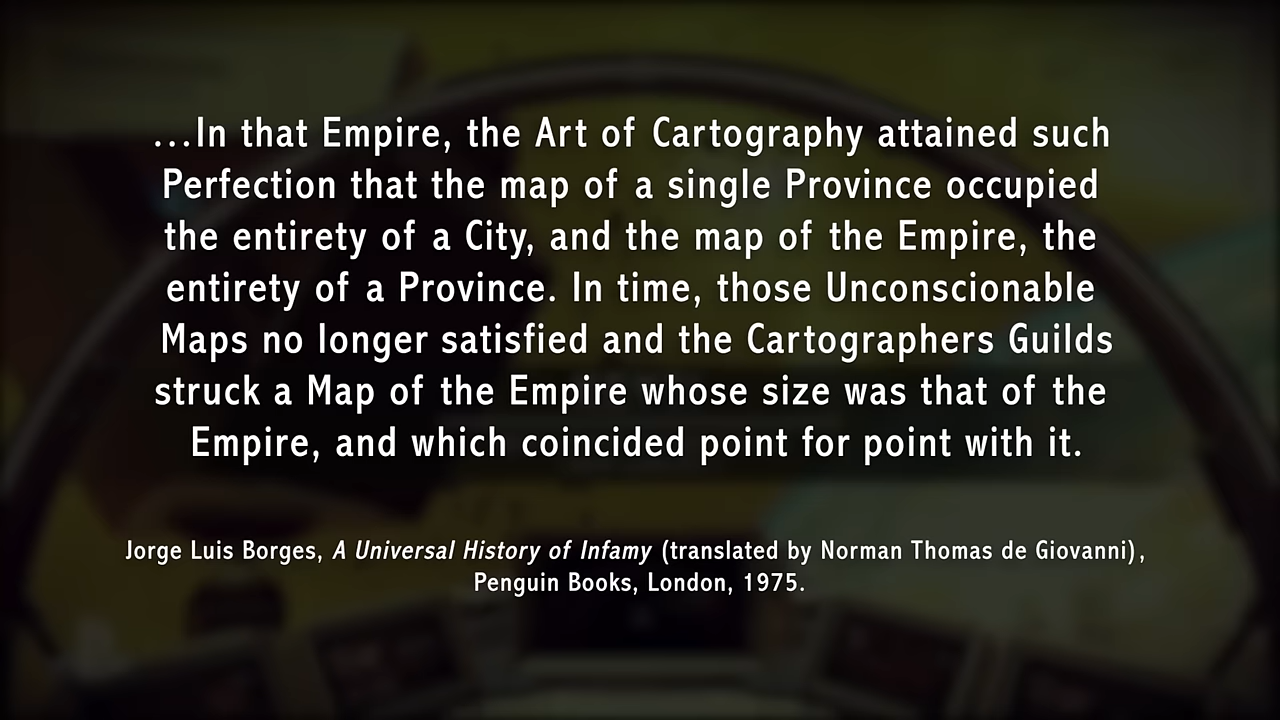 ...In that Empire, the Art of Cartography attained such
Perfection that the map of a single Province occupied
the entirety of a City, and the map of the Empire, the
entirety of a Province. In time, those Unconscionable
Maps no longer satisfied and the Cartographers Guilds
struck a Map of the Empire whose size was that of the
Empire, and which coincided point for point with it.
Jorge Luis Borges, A Universal History of Infamy (translated by Norman Thomas de Giovanni),
Penguin Books, London, 1975.